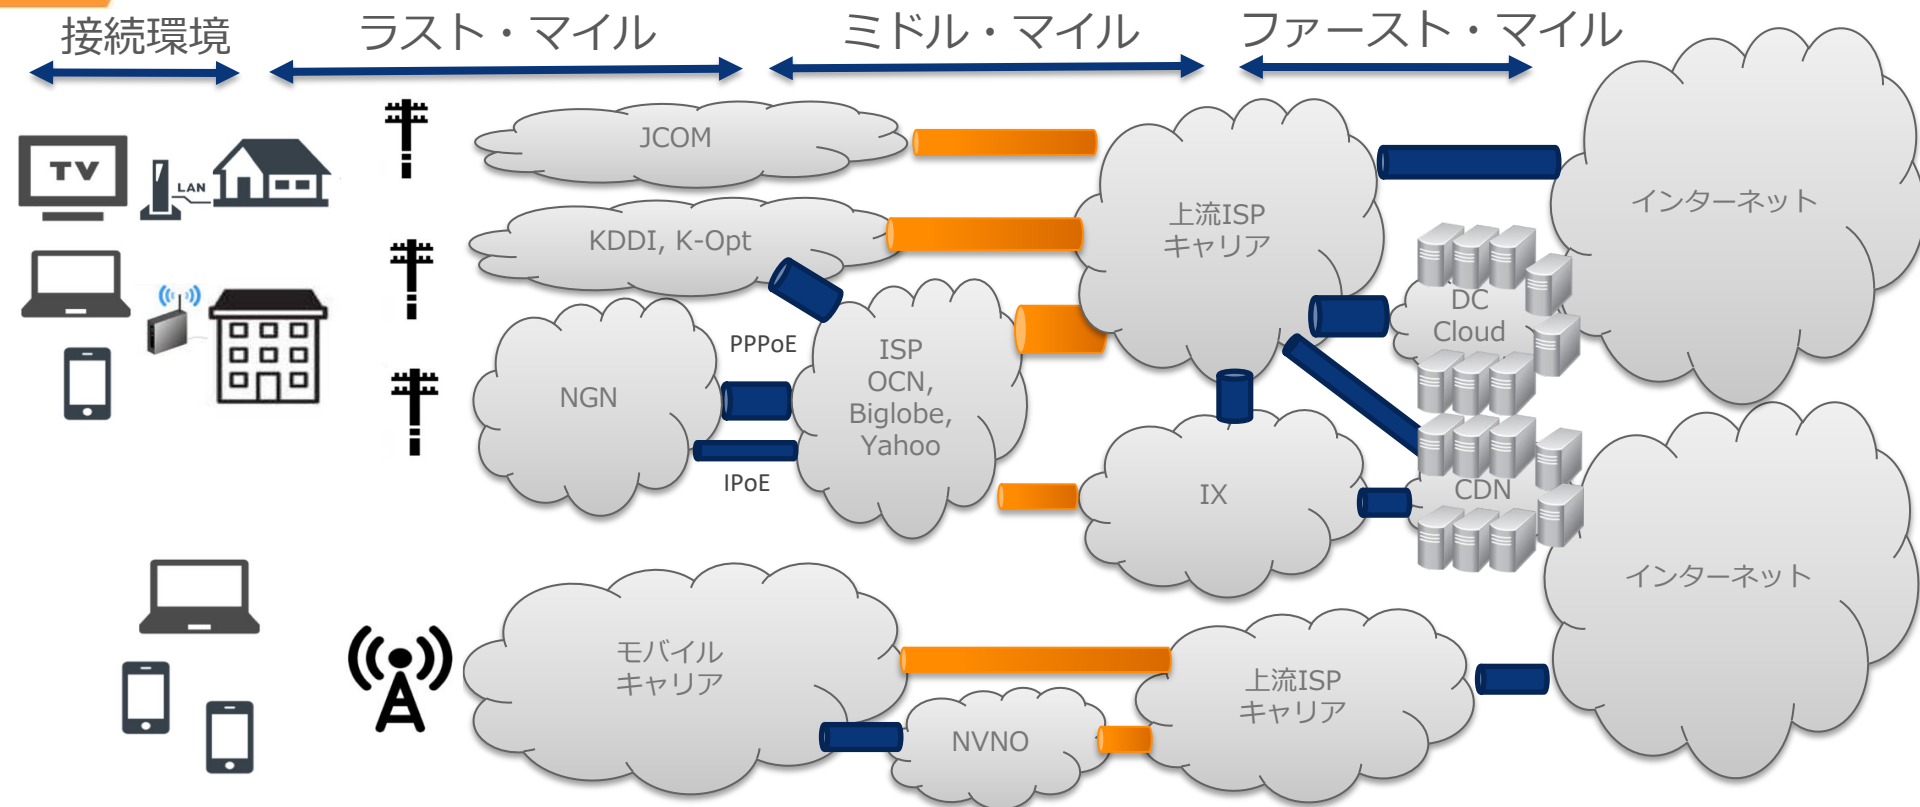 接続環境
ラスト・マイル
ミドル・マイル
ファースト・マイル
TV
LAN
JCOM
KDDI, K-Opt
上流ISP
キャリア
インターネット
DC
Cloud
PPPoE
NGN
ISP
OCN,
Biglobe,
Yahoo
IPoE
IX
CDN
インターネット
モバイル
キャリア
NVNO
上流ISP
キャリア